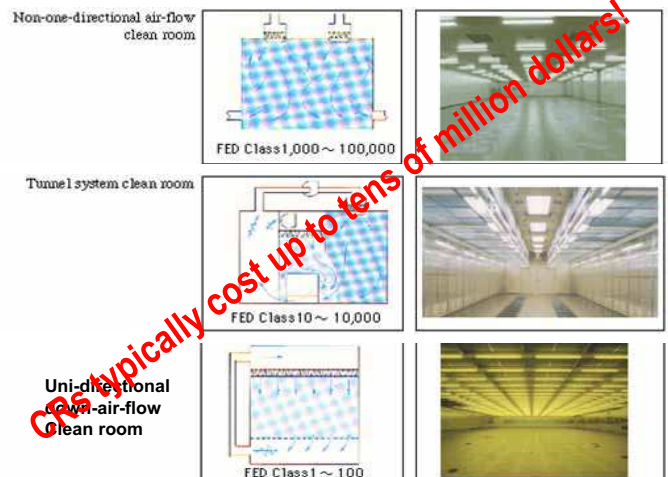 Non-one-directional air-flow
clean room
FED Class1,000~100,000
Tunnel system clean room
FED Class10~10,000
Uni-directional
down-air-flow
Clean room
FED Class1~100
CRs typically cost up to tens of million dollars!